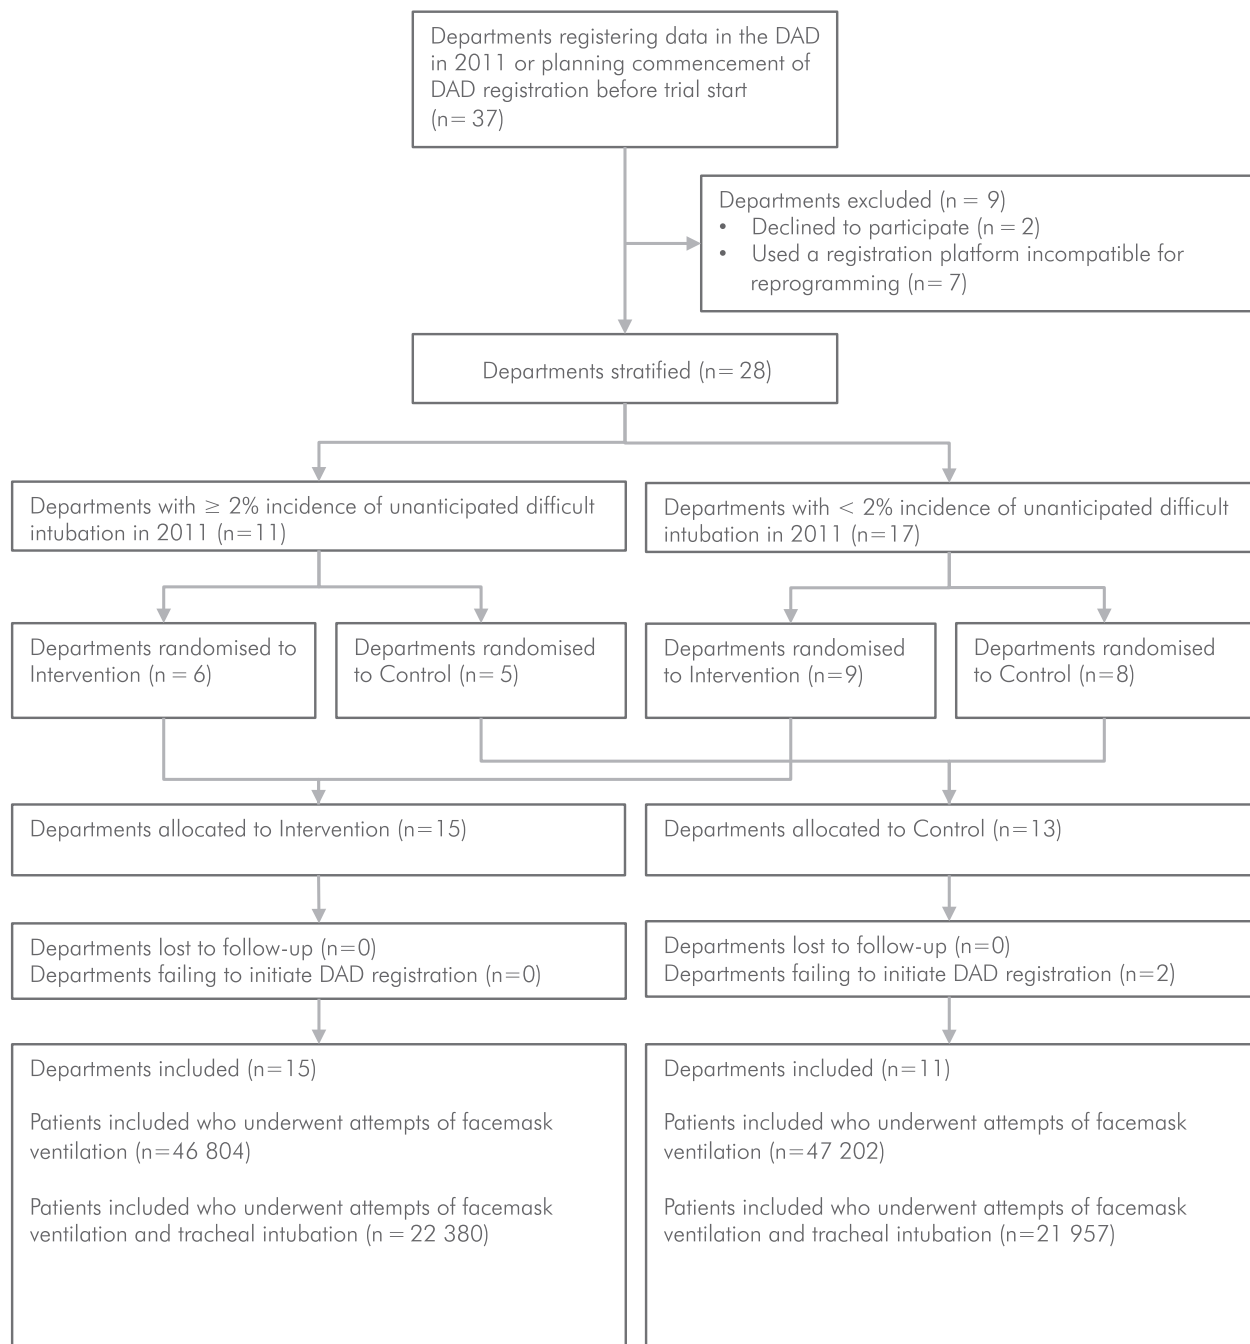 Departments registering data in the DAD
in 2011 or planning commencement of
DAD registration before trial start
(n= 37)
Departments excluded (n = 9)
• Declined to participate (n = 2)
• Used a registration platform incompatible for
reprogramming (n= 7)
Departments stratified (n= 28)
Departments with ≥ 2% incidence of unanticipated difficult
intubation in 2011 (n=11)
Departments with < 2% incidence of unanticipated difficult
intubation in 2011 (n=17)
Departments randomised to
Intervention (n = 6)
Departments randomised
to Control (n= 5)
Departments randomised
to Intervention (n=9)
Departments randomised
to Control (n=8)
Departments allocated to Intervention (n=15)
Departments allocated to Control (n=13)
Departments lost to follow-up (n=0)
Departments failing to initiate DAD registration (n=0)
Departments lost to follow-up (n=0)
Departments failing to initiate DAD registration (n=2)
Departments included (n=15)
Patients included who underwent attempts of facemask
ventilation (n=46 804)
Patients included who underwent attempts of facemask
ventilation and tracheal intubation (n = 22 380)
Departments included (n=11)
Patients included who underwent attempts of facemask
ventilation (n=47 202)
Patients included who underwent attempts of facemask
ventilation and tracheal intubation (n=21 957)